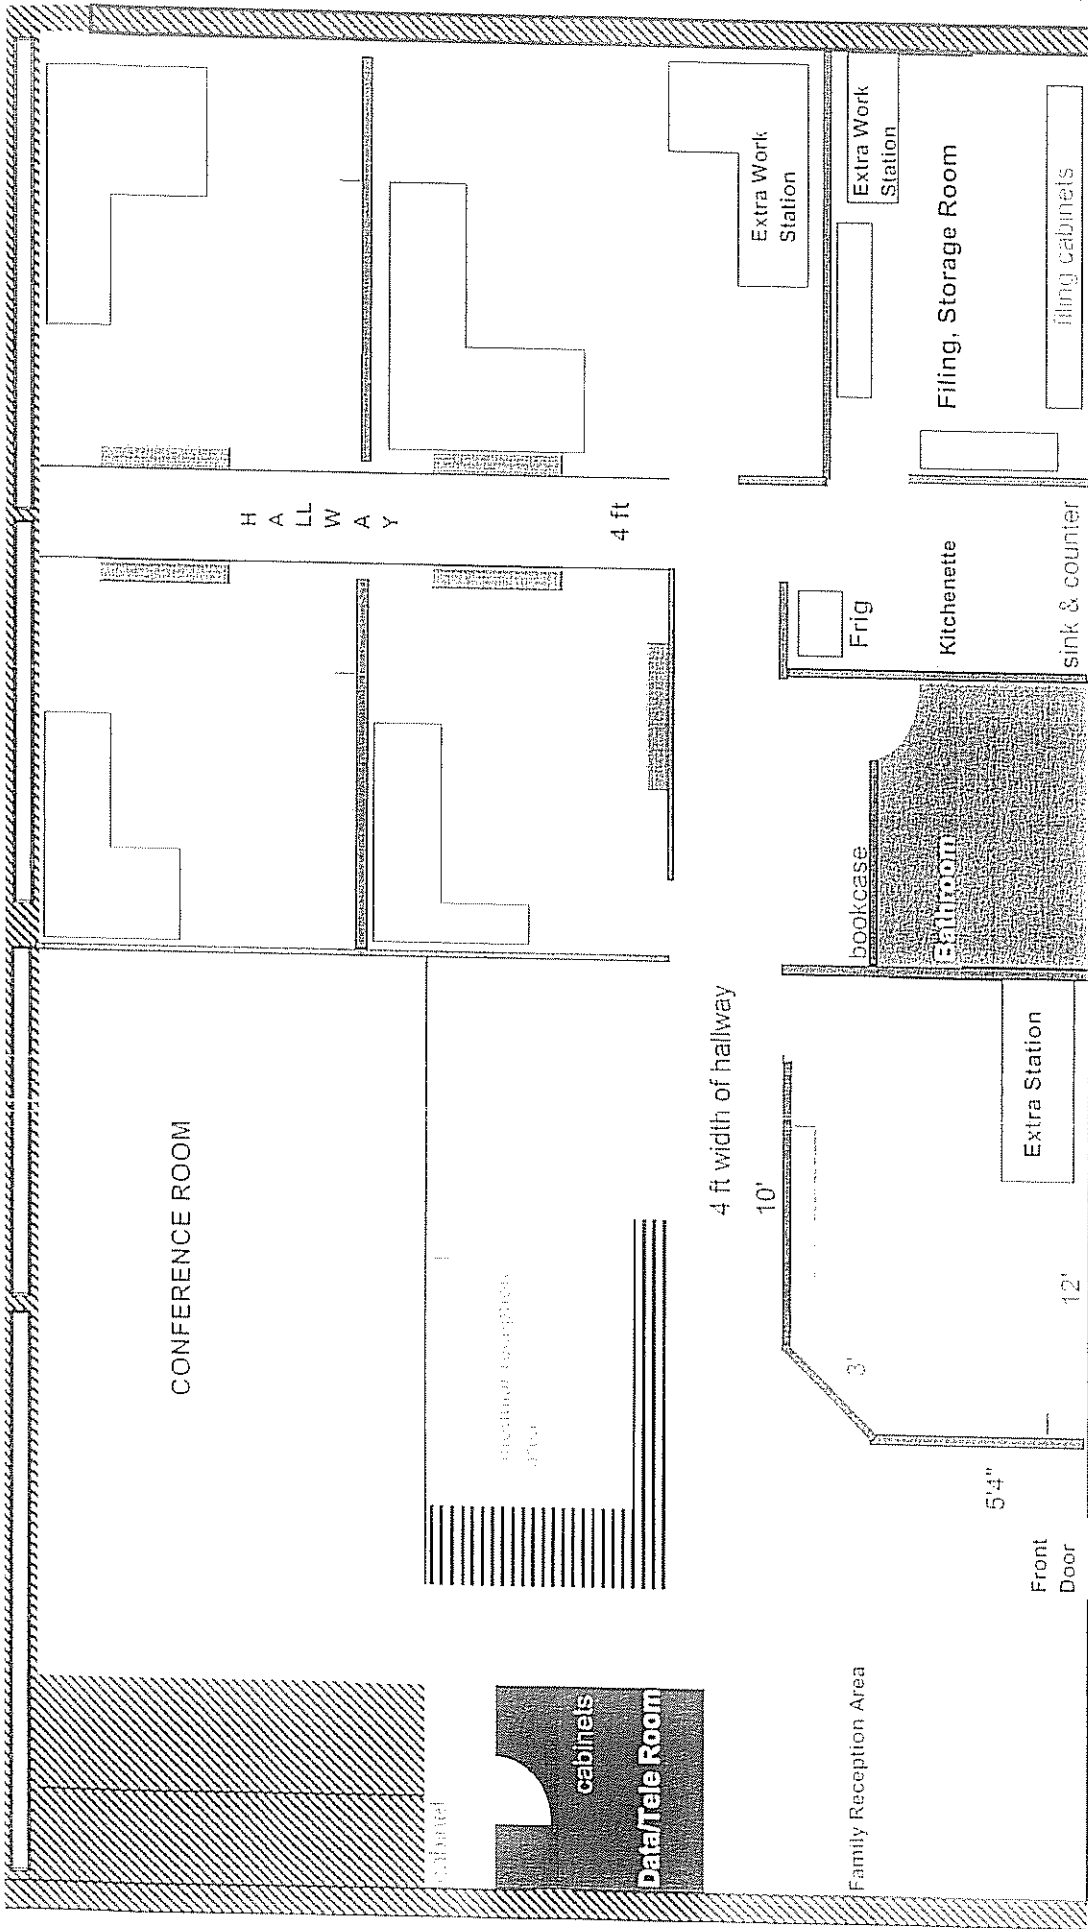 CONFERENCE ROOM
H
A
LL
W
A
Y
cabinet
cabinets
Data/Tele Room
4 ft
4 ft width of hallway
10'
Extra Work
Station
Family Reception Area
3'
bookcase
Frig
Extra Work
Station
Bathroom
Kitchenette
Filing, Storage Room
5'4"
Extra Station
Front
Door
12'
sink & counter
filing cabinets